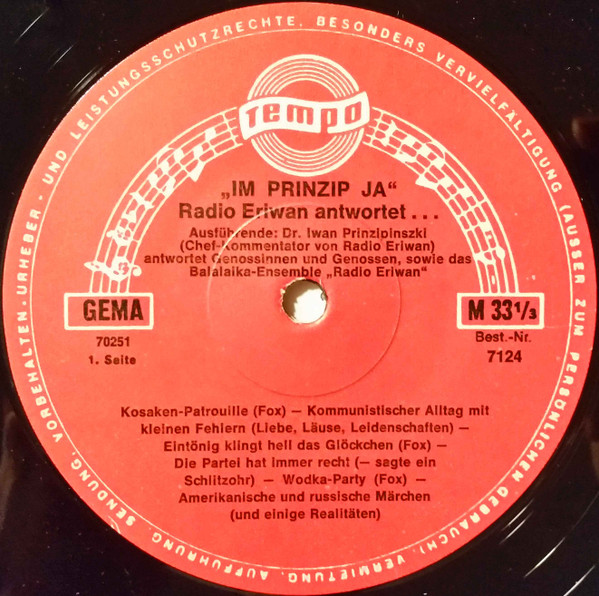 VORBEHALTEN. URHEBER- UND LEISTUNGSSCHUTZRECHTE. BESONDERS VERVIELFÄLTIGUNG (AUSSER ZUM PERSÖNLICHEN GEBRAUCH), VERMIETUNG, AUFFÜHRUNG, SENDUNG,
Tempo
„IM PRINZIP JA“
Radio Eriwan antwortet . . .
Ausführende: Dr. Iwan Prinzipinszki
(Chef-Kommentator von Radio Eriwan)
antwortet Genossinnen und Genossen, sowie das
Balalaika-Ensemble „Radio Eriwan“
GEMA
M 33 1/3
70251
Best.-Nr.
1. Seite
7124
Kosaken-Patrouille (Fox) — Kommunistischer Alltag mit
kleinen Fehlern (Liebe, Läuse, Leidenschaften) —
Eintönig klingt hell das Glöckchen (Fox) —
Die Partei hat immer recht (— sagte ein
Schlitzohr) — Wodka-Party (Fox) —
Amerikanische und russische Märchen
(und einige Realitäten)